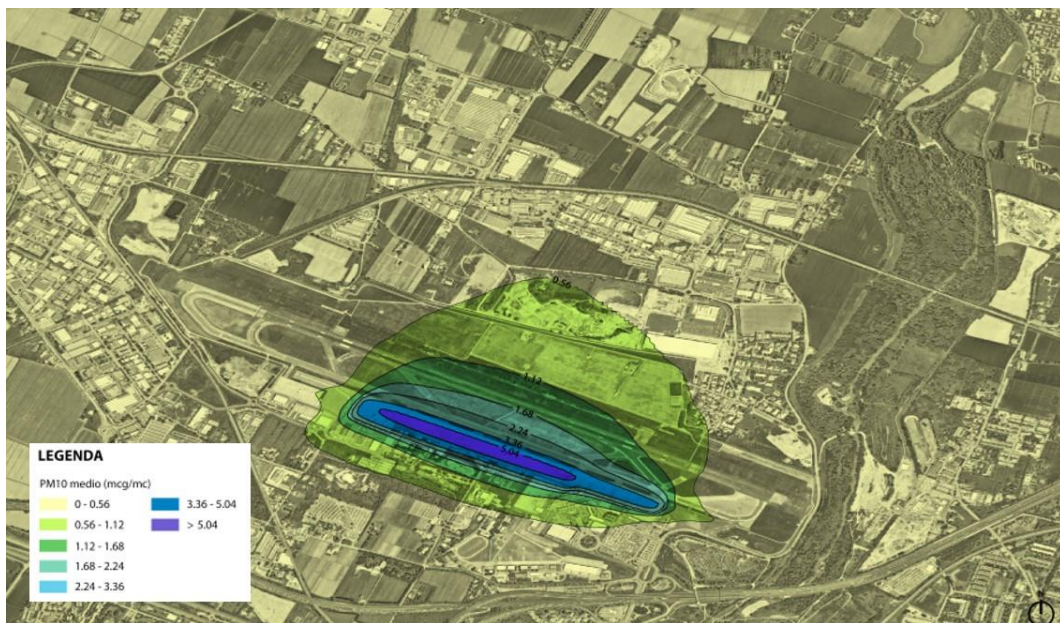 0.56
1.12
1.68
2.24
3.36
5.04
LEGENDA
PM10 medio (mcg/mc)
0 - 0.56
0.56 - 1.12
1.12 - 1.68
1.68 - 2.24
2.24 - 3.36
3.36 - 5.04
> 5.04